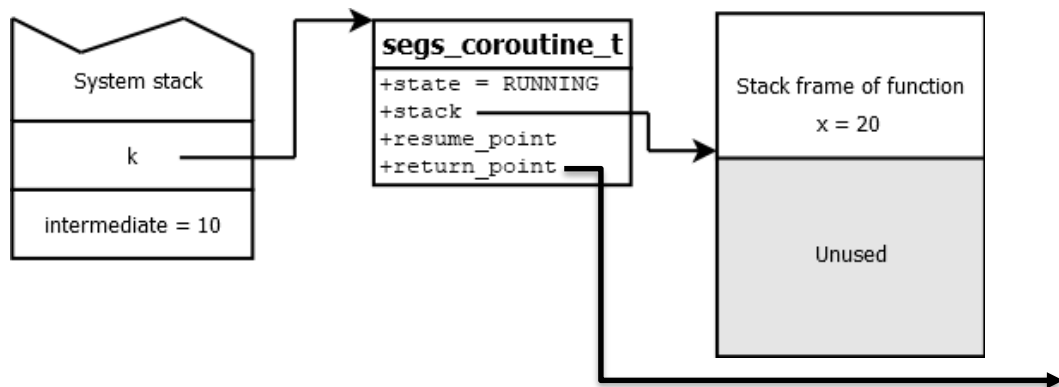 System stack
k
intermediate = 10
segs_coroutine_t
+state = RUNNING
+stack
+resume_point
+return_point
Stack frame of function
x = 20
Unused